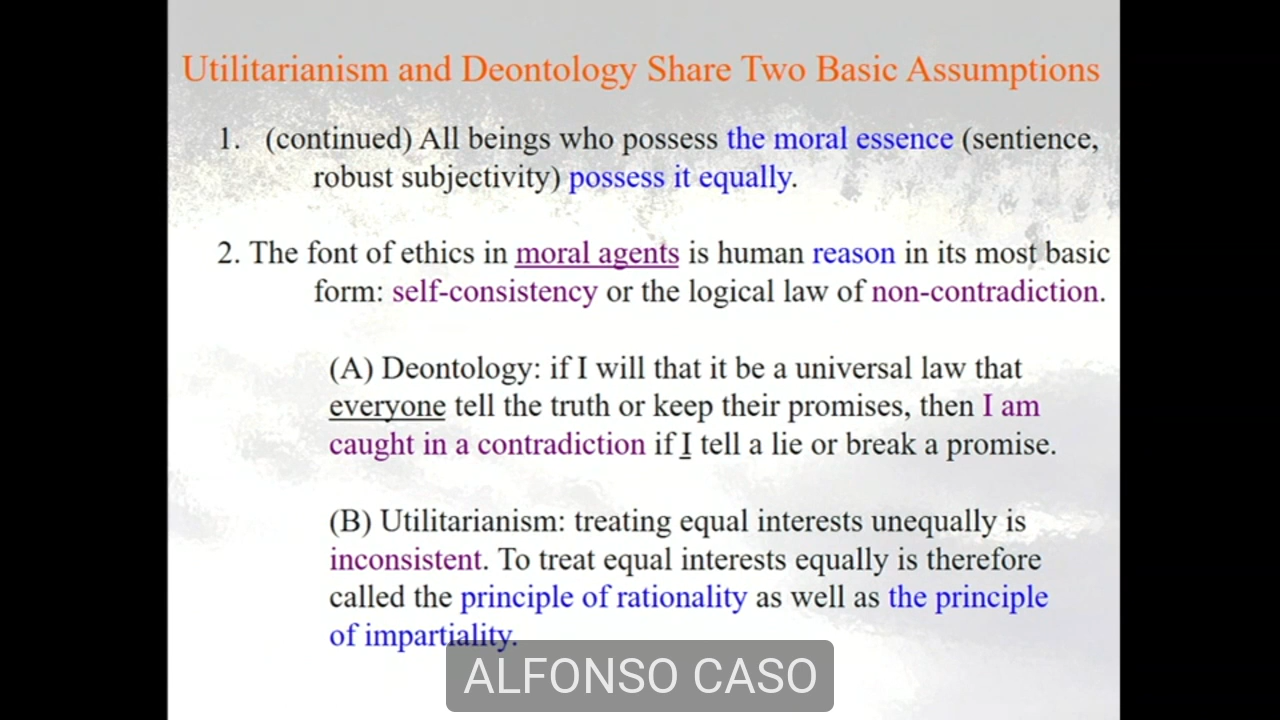 Utilitarianism and Deontology Share Two Basic Assumptions
1. (continued) All beings who possess the moral essence (sentience,
robust subjectivity) possess it equally.
2. The font of ethics in moral agents is human reason in its most basic
form: self-consistency or the logical law of non-contradiction.
(A) Deontology: if I will that it be a universal law that
everyone tell the truth or keep their promises, then I am
caught in a contradiction if I tell a lie or break a promise.
(B) Utilitarianism: treating equal interests unequally is
inconsistent. To treat equal interests equally is therefore
called the principle of rationality as well as the principle
of impartiality.
ALFONSO CASO